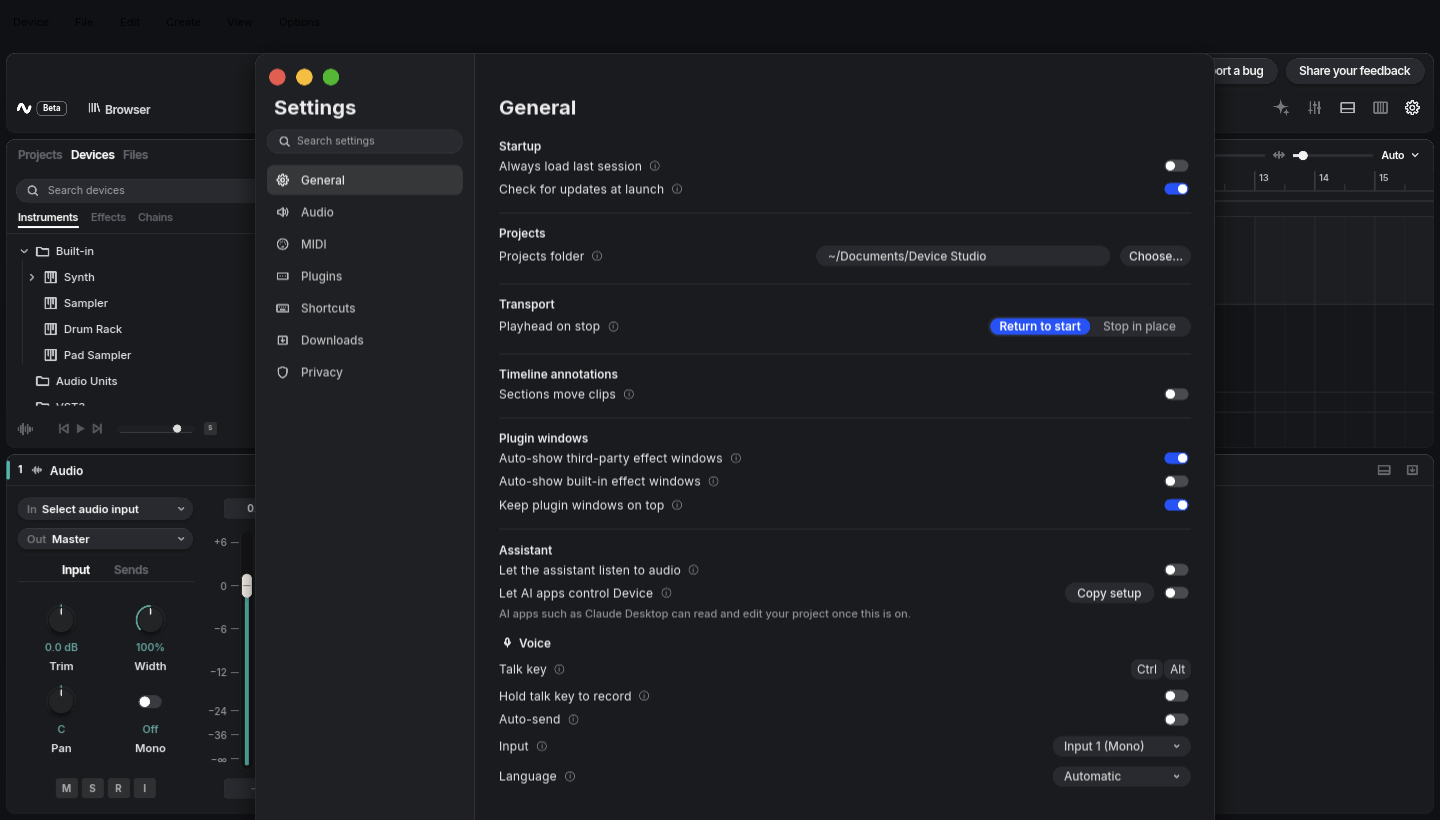 Device File Edit Create View Options
ort a bug
Share your feedback
Beta
Browser
Projects Devices Files
Search devices
Instruments Effects Chains
Built-in
Synth
Sampler
Drum Rack
Pad Sampler
Audio Units
VST3
S
1 Audio
In Select audio input
Out Master
Input Sends
0.0 dB
Trim
100%
Width
C
Pan
Off
Mono
M S R I
0.
+6
0
−6
−12
−24
−36
−∞
Settings
Search settings
General
Audio
MIDI
Plugins
Shortcuts
Downloads
Privacy
General
Startup
Always load last session
Check for updates at launch
Projects
Projects folder
~/Documents/Device Studio
Choose...
Transport
Playhead on stop
Return to start
Stop in place
Timeline annotations
Sections move clips
Plugin windows
Auto-show third-party effect windows
Auto-show built-in effect windows
Keep plugin windows on top
Assistant
Let the assistant listen to audio
Let AI apps control Device
Copy setup
AI apps such as Claude Desktop can read and edit your project once this is on.
Voice
Talk key
Ctrl Alt
Hold talk key to record
Auto-send
Input
Input 1 (Mono)
Language
Automatic
Auto
13 14 15